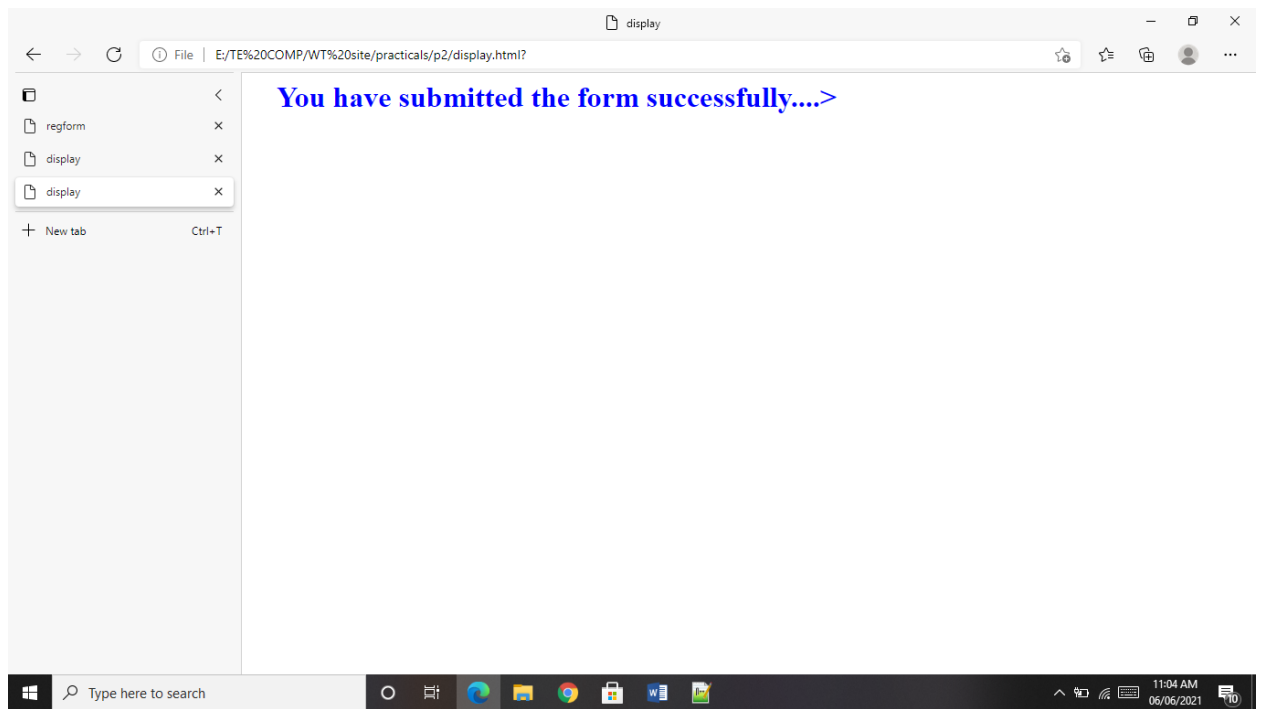 display
File | E:/TE%20COMP/WT%20site/practicals/p2/display.html?
You have submitted the form successfully....>
regform
display
display
New tab Ctrl+T
Type here to search
11:04 AM
06/06/2021
10